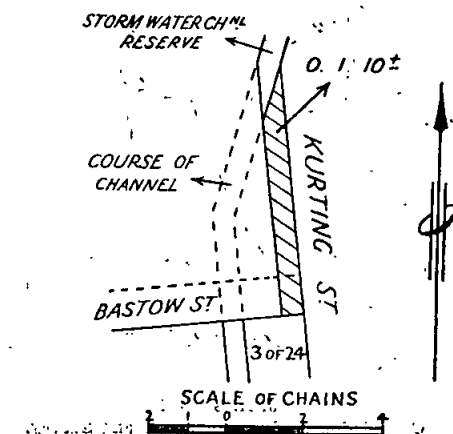 STORM WATER CHNL
RESERVE
0. 1. 10±
COURSE OF
CHANNEL
KURTING ST
BASTOW ST
3 OF 24
SCALE OF CHAINS
2 1 0 2 4